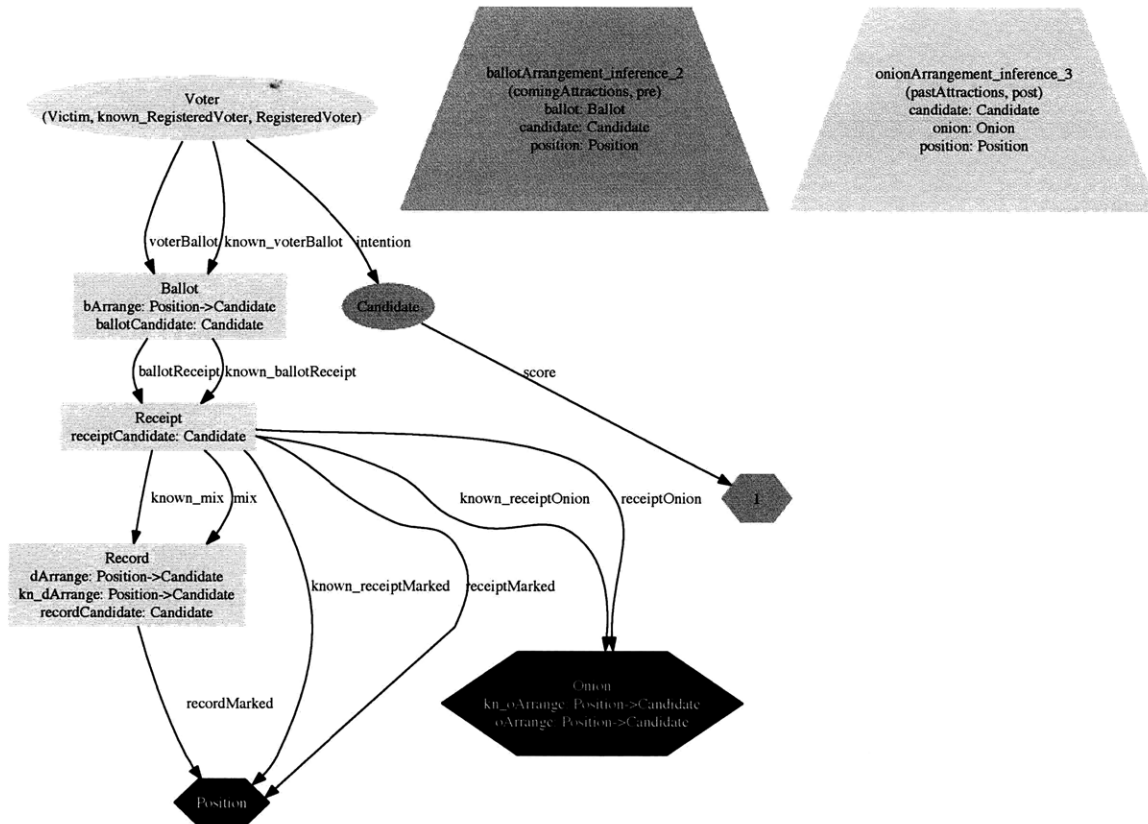 Voter
(Victim, known_RegisteredVoter, RegisteredVoter)
ballotArrangement_inference_2
(comingAttractions, pre)
ballot: Ballot
candidate: Candidate
position: Position
onionArrangement_inference_3
(pastAttractions, post)
candidate: Candidate
onion: Onion
position: Position
voterBallot
known_voterBallot
intention
Ballot
bArrange: Position->Candidate
ballotCandidate: Candidate
Candidate
ballotReceipt
known_ballotReceipt
score
Receipt
receiptCandidate: Candidate
known_mix
mix
known_receiptOnion
receiptOnion
1
Record
dArrange: Position->Candidate
kn_dArrange: Position->Candidate
recordCandidate: Candidate
known_receiptMarked
receiptMarked
recordMarked
Onion
kn_oArrange: Position->Candidate
oArrange: Position->Candidate
Position